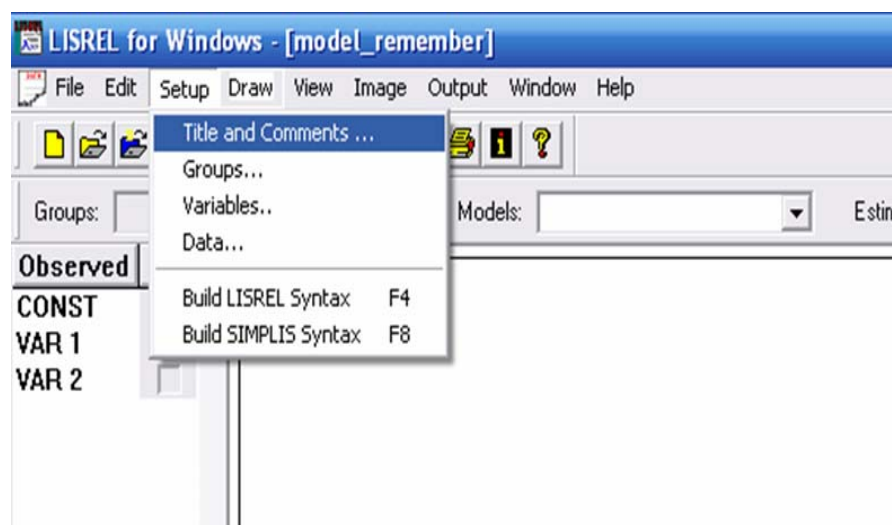 LISREL for Windows - [model_remember]
File Edit Setup Draw View Image Output Window Help
Title and Comments ...
Groups...
Variables..
Data...
Build LISREL Syntax F4
Build SIMPLIS Syntax F8
Groups: Models:
Observed
CONST
VAR 1
VAR 2